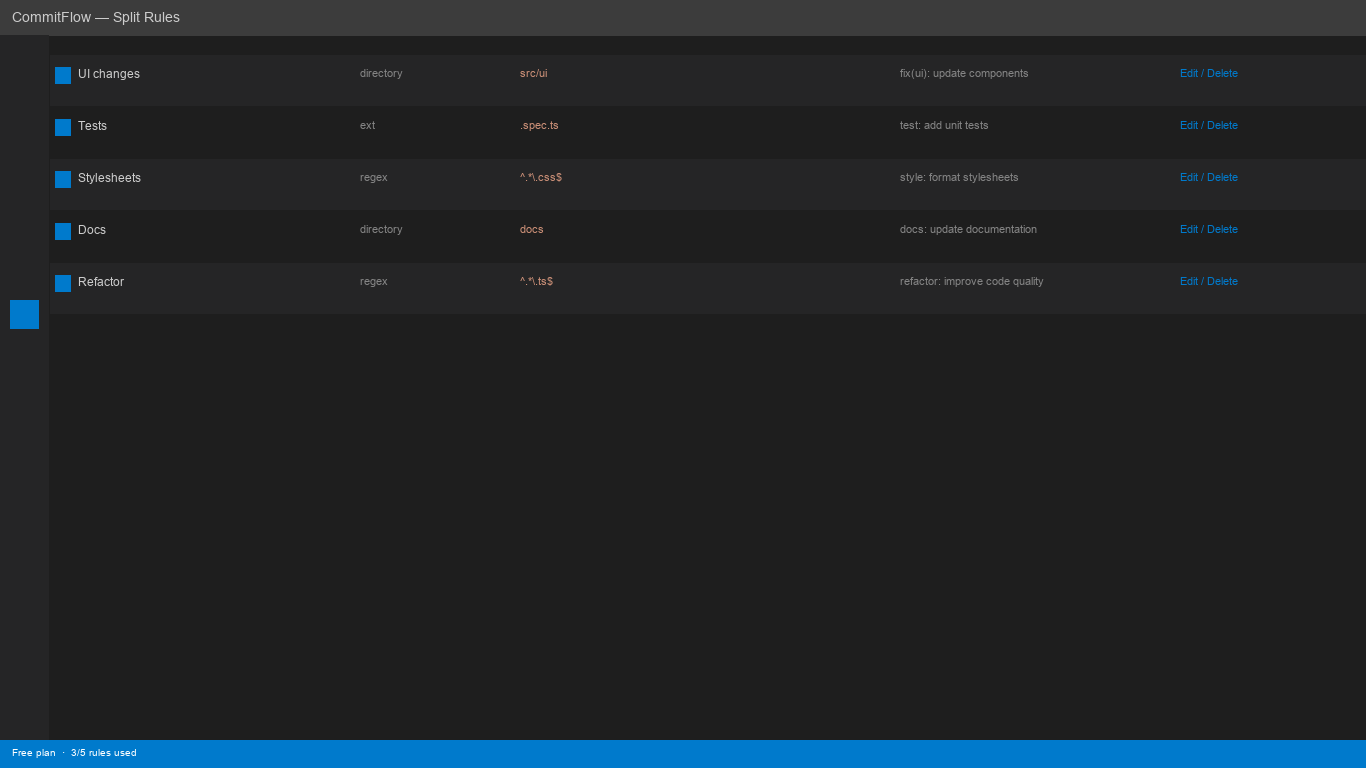 CommitFlow — Split Rules
UI changes directory src/ui fix(ui): update components Edit / Delete
Tests ext .spec.ts test: add unit tests Edit / Delete
Stylesheets regex ^.*\.css$ style: format stylesheets Edit / Delete
Docs directory docs docs: update documentation Edit / Delete
Refactor regex ^.*\.ts$ refactor: improve code quality Edit / Delete
Free plan · 3/5 rules used